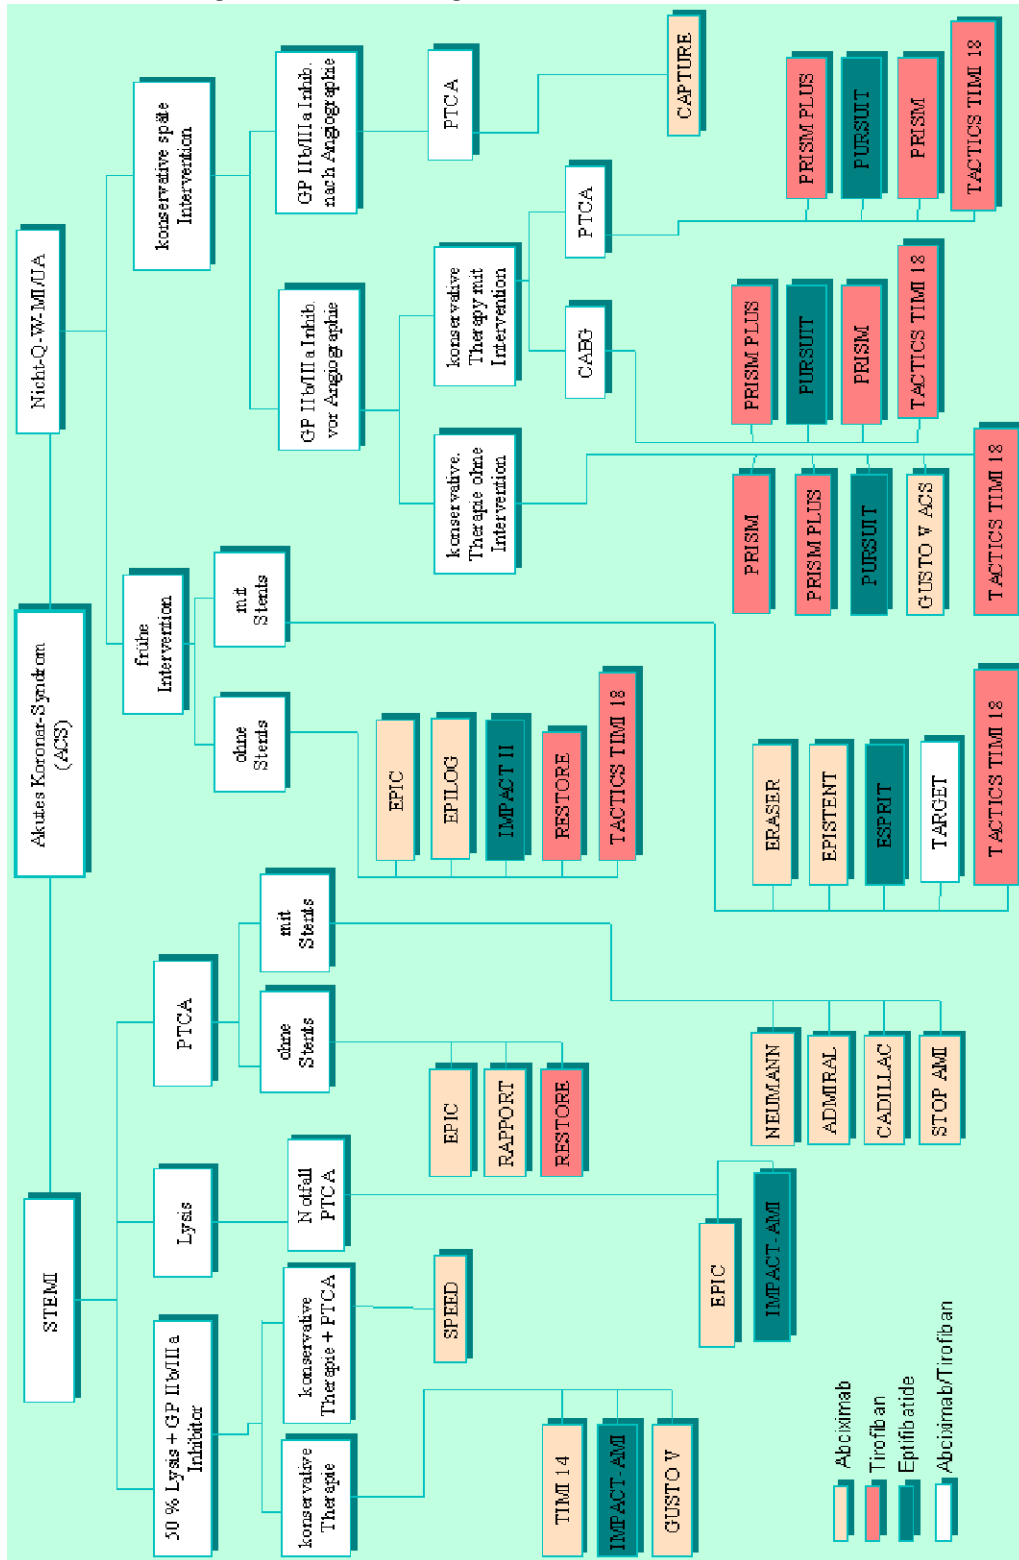 Akutes Koronar-Syndrom
(ACS)
STEMI
Nicht-Q-W-MI/UA
50 % Lysis + GP IIb/IIIa
Inhibitor
Lysis
PTCA
frühe
Intervention
konservative späte
Intervention
konservative
Therapie
konservative
Therapie + PTCA
Notfall
PTCA
ohne
Stents
mit
Stents
ohne
Stents
mit
Stents
GP IIb/III a Inhib.
vor Angiographie
GP IIb/III a Inhib.
nach Angiographie
konservative.
Therapie ohne
Intervention
konservative
Therapy mit
Intervention
PTCA
CABG
PTCA
TIMI 14
IMPACT-AMI
GUSTO V
SPEED
EPIC
IMPACT-AMI
EPIC
RAPPORT
RESTORE
NEUMANN
ADMIRAL
CADILLAC
STOP AMI
EPIC
EPILOG
IMPACT II
RESTORE
TACTICS TIMI 18
ERASER
EPISTENT
ESPRIT
TARGET
TACTICS TIMI 18
PRISM
PRISM PLUS
PURSUIT
GUSTO V ACS
TACTICS TIMI 18
PRISM PLUS
PURSUIT
PRISM
TACTICS TIMI 18
PRISM PLUS
PURSUIT
PRISM
TACTICS TIMI 18
CAPTURE
Abciximab
Tirofiban
Eptifibatide
Abciximab/Tirofiban